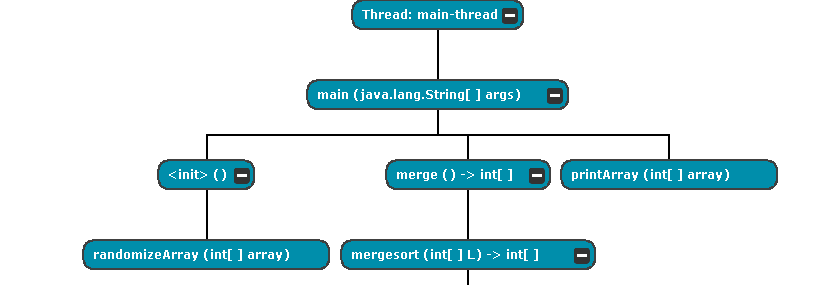 Thread: main-thread
main (java.lang.String[ ] args)
<init> ()
merge () -> int[ ]
printArray (int[ ] array)
randomizeArray (int[ ] array)
mergesort (int[ ] L) -> int[ ]